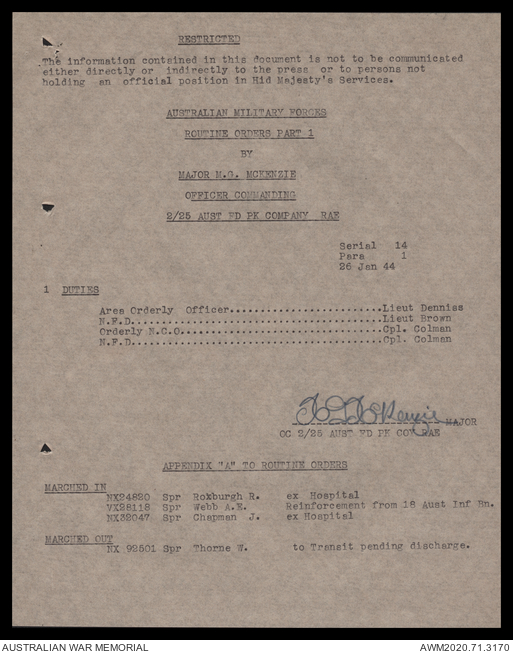 RESTRICTED
The information contained in this document is not to be communicated
either directly or indirectly to the press or to persons not
holding an official position in Hid Majesty's Services.
AUSTRALIAN MILITARY FORCES
ROUTINE ORDERS PART 1
BY
MAJOR M.G. MCKENZIE
OFFICER COMMANDING
2/25 AUST FD PK COMPANY RAE
Serial 14
Para 1
26 Jan 44
1 DUTIES
Area Orderly Officer........................Lieut Denniss
N.F.D.......................................Lieut Brown
Orderly N.C.O...............................Cpl. Colman
N.F.D.......................................Cpl. Colman
MAJOR
OC 2/25 AUST FD PK COY RAE
APPENDIX "A" TO ROUTINE ORDERS
MARCHED IN
NX24820 Spr Roxburgh R. ex Hospital
VX28118 Spr Webb A.E. Reinforcement from 18 Aust Inf Bn.
NX32047 Spr Chapman J. ex Hospital
MARCHED OUT
NX 92501 Spr Thorne W. to Transit pending discharge.
AUSTRALIAN WAR MEMORIAL
AWM2020.71.3170